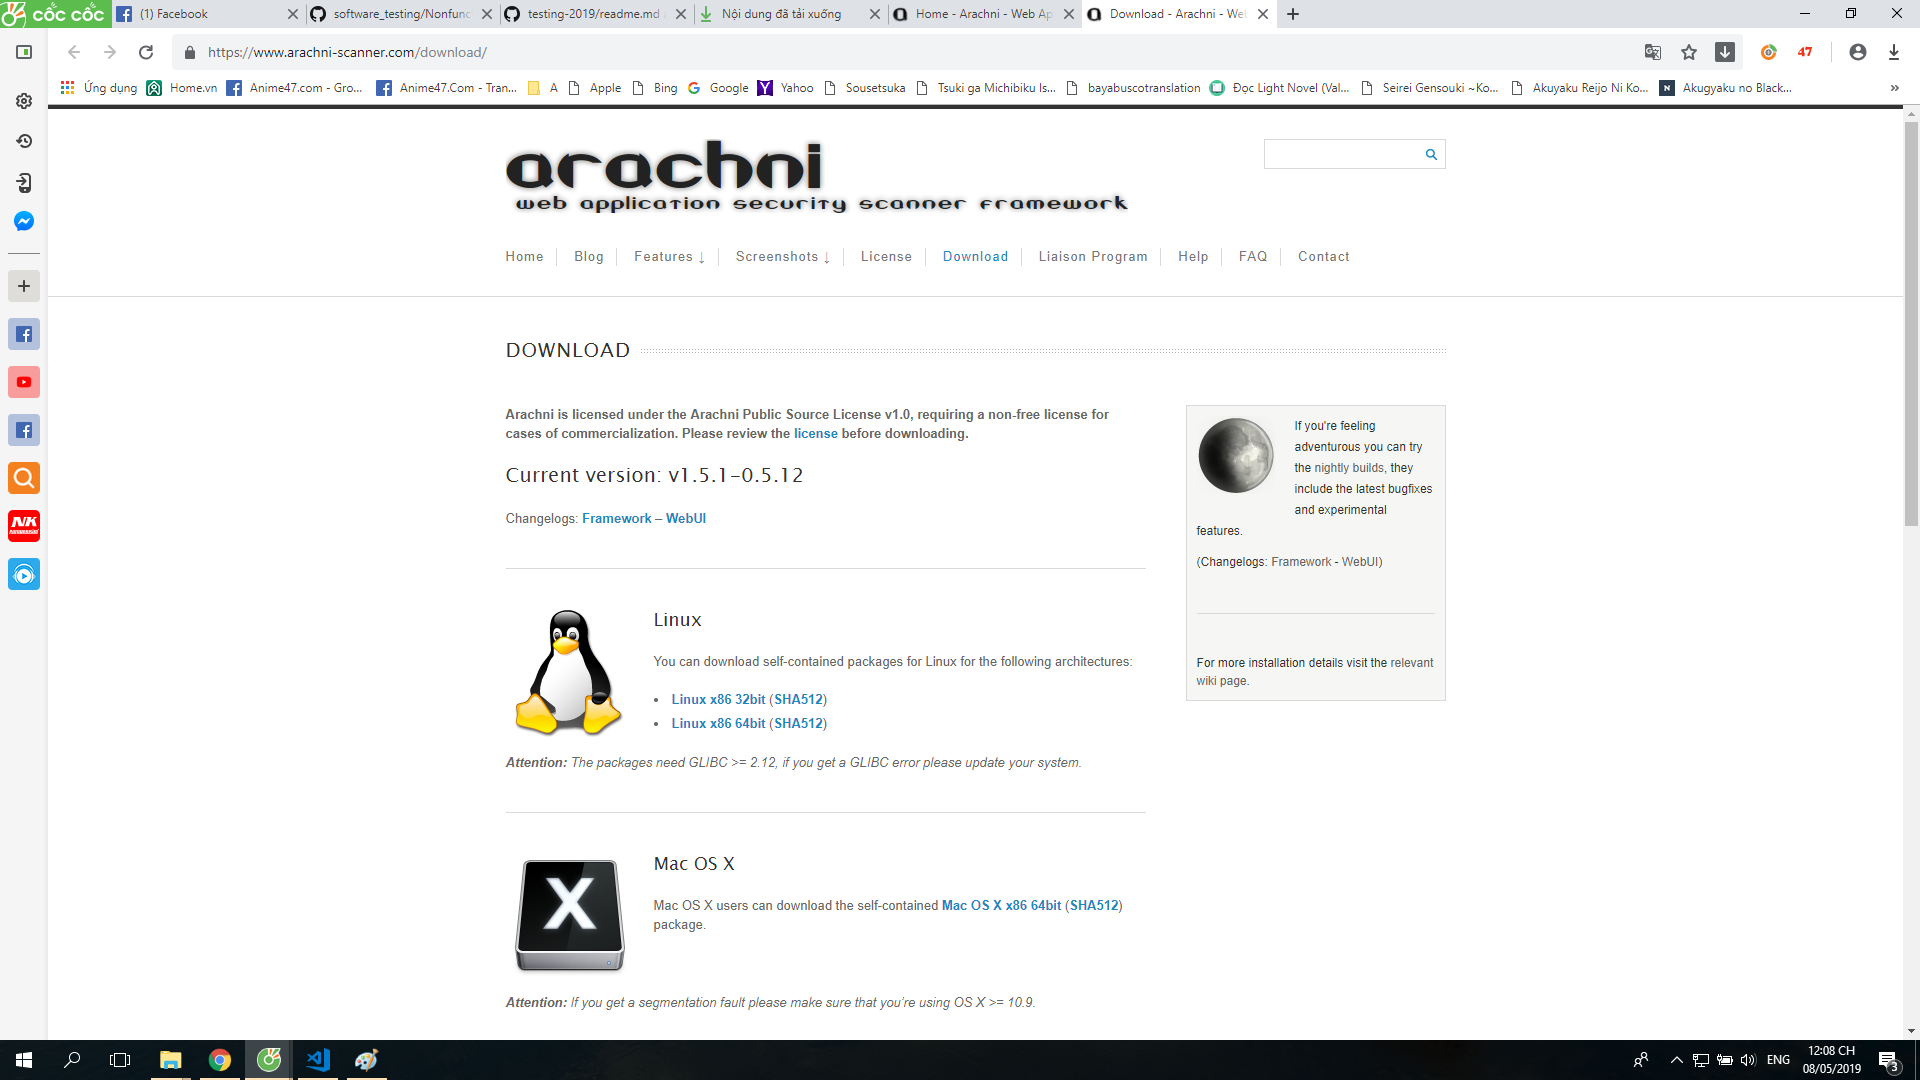 cốc cốc
(1) Facebook
software_testing/Nonfunc
testing-2019/readme.md
Nội dung đã tải xuống
Home - Arachni - Web Ap
Download - Arachni - Web
https://www.arachni-scanner.com/download/
47
Ứng dụng
Home.vn
Anime47.com - Gro...
Anime47.Com - Tran...
A
Apple
Bing
Google
Yahoo
Sousetsuka
Tsuki ga Michibiku Is...
bayabuscotranslation
Đọc Light Novel (Val...
Seirei Gensouki ~Ko...
Akuyaku Reijo Ni Ko...
Akugyaku no Black...
»
arachni
web application security scanner framework
Home
Blog
Features ↓
Screenshots ↓
License
Download
Liaison Program
Help
FAQ
Contact
DOWNLOAD
Arachni is licensed under the Arachni Public Source License v1.0, requiring a non-free license for
cases of commercialization. Please review the license before downloading.
Current version: v1.5.1–0.5.12
Changelogs: Framework – WebUI
Linux
You can download self-contained packages for Linux for the following architectures:
• Linux x86 32bit (SHA512)
• Linux x86 64bit (SHA512)
Attention: The packages need GLIBC >= 2.12, if you get a GLIBC error please update your system.
X
Mac OS X
Mac OS X users can download the self-contained Mac OS X x86 64bit (SHA512)
package.
Attention: If you get a segmentation fault please make sure that you're using OS X >= 10.9.
If you're feeling
adventurous you can try
the nightly builds, they
include the latest bugfixes
and experimental
features.
(Changelogs: Framework - WebUI)
For more installation details visit the relevant
wiki page.
NK
ENG
12:08 CH
08/05/2019
3